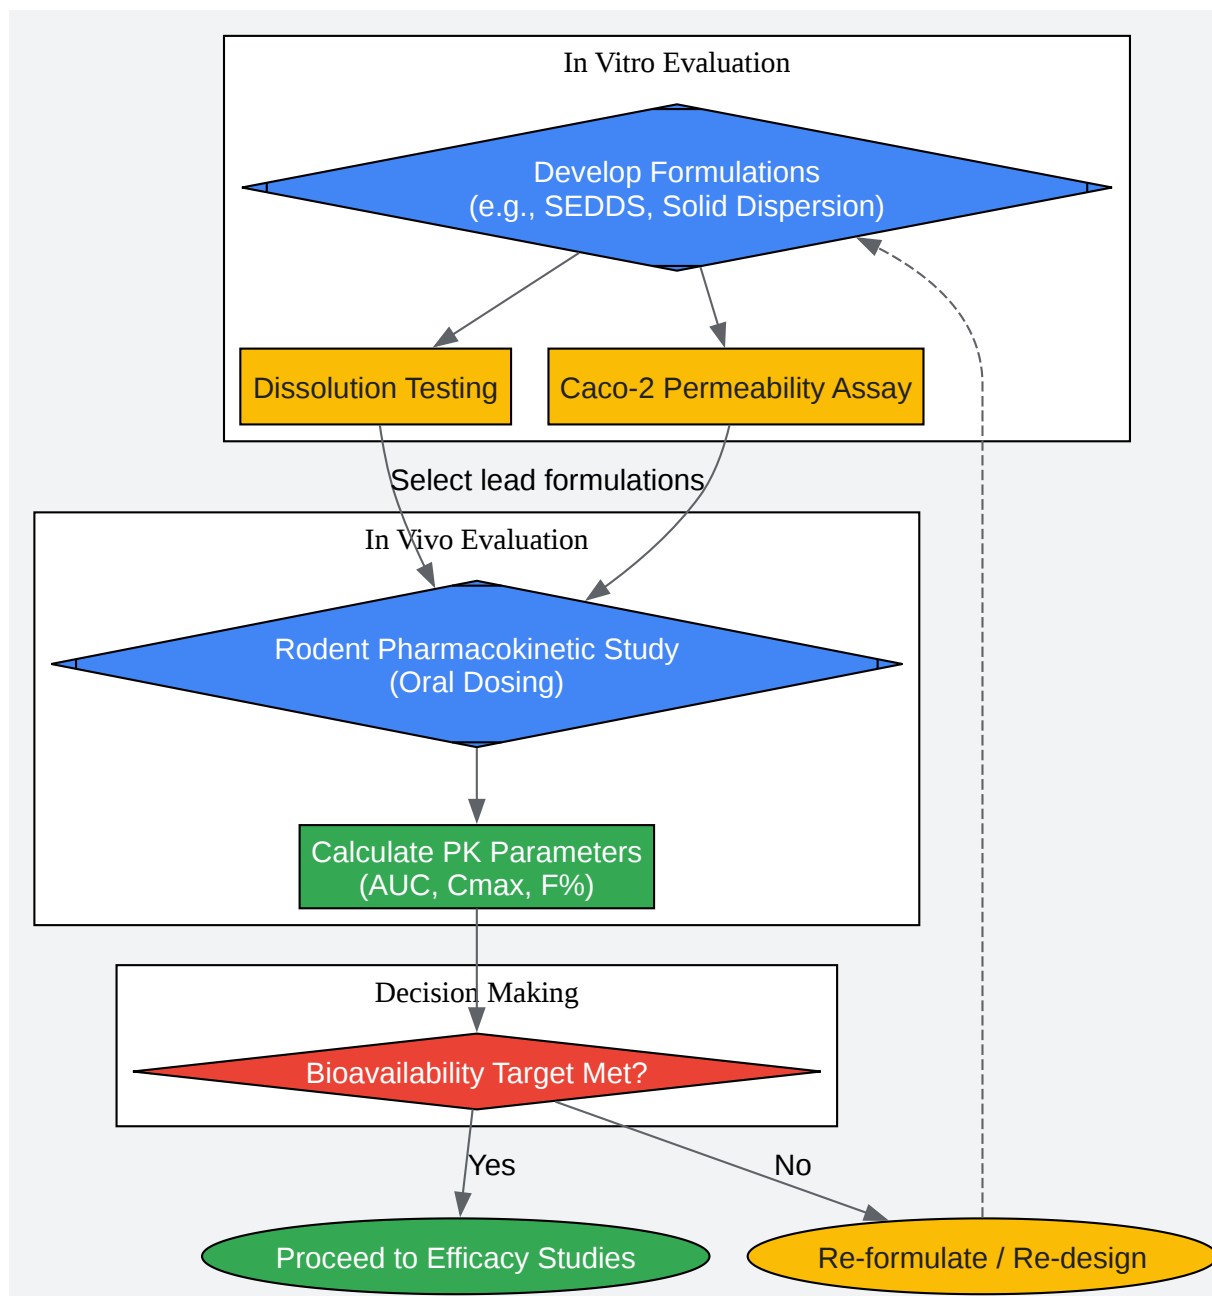 In Vitro Evaluation
Develop Formulations
(e.g., SEDDS, Solid Dispersion)
Dissolution Testing
Caco-2 Permeability Assay
Select lead formulations
In Vivo Evaluation
Rodent Pharmacokinetic Study
(Oral Dosing)
Calculate PK Parameters
(AUC, Cmax, F%)
Decision Making
Bioavailability Target Met?
Yes
No
Proceed to Efficacy Studies
Re-formulate / Re-design